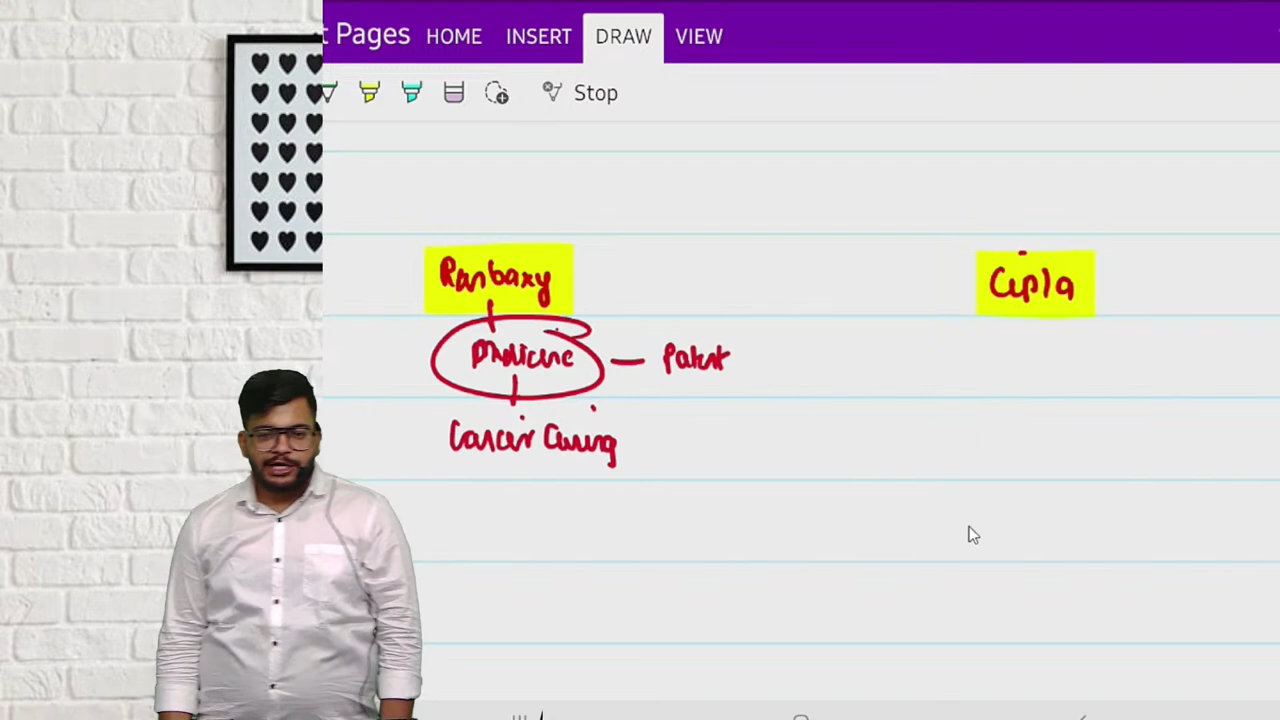 t Pages HOME INSERT DRAW VIEW
Stop
Ranbaxy
Cipla
Medicine — Patent
Cancer Curing